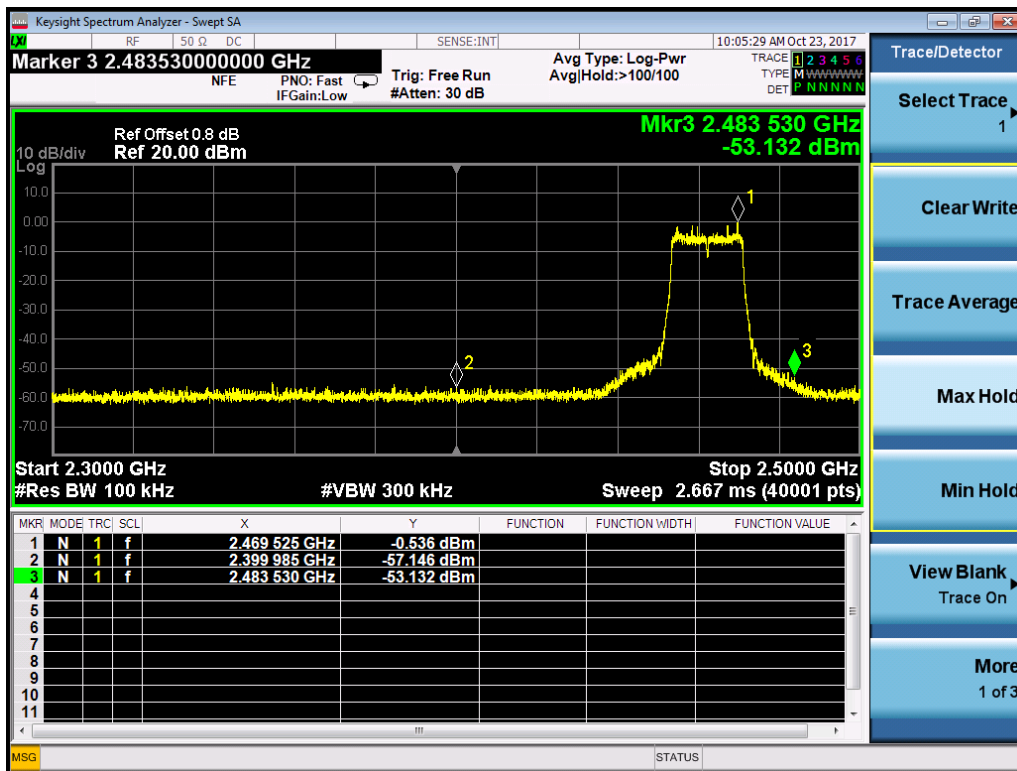 Keysight Spectrum Analyzer - Swept SA
LXI RF 50 Ω DC SENSE:INT 10:05:29 AM Oct 23, 2017
Marker 3 2.483530000000 GHz
NFE PNO: Fast IFGain:Low
Trig: Free Run
#Atten: 30 dB
Avg Type: Log-Pwr
Avg|Hold:>100/100
TRACE 1 2 3 4 5 6
TYPE M W W W W W
DET P N N N N N
Ref Offset 0.8 dB
10 dB/div Ref 20.00 dBm
Log
Mkr3 2.483 530 GHz
-53.132 dBm
10.0
0.00
-10.0
-20.0
-30.0
-40.0
-50.0
-60.0
-70.0
1
2
3
Start 2.3000 GHz Stop 2.5000 GHz
#Res BW 100 kHz #VBW 300 kHz Sweep 2.667 ms (40001 pts)
MKR MODE TRC SCL X Y FUNCTION FUNCTION WIDTH FUNCTION VALUE
1 N 1 f 2.469 525 GHz -0.536 dBm
2 N 1 f 2.399 985 GHz -57.146 dBm
3 N 1 f 2.483 530 GHz -53.132 dBm
4
5
6
7
8
9
10
11
MSG STATUS
Trace/Detector
Select Trace
1
Clear Write
Trace Average
Max Hold
Min Hold
View Blank
Trace On
More
1 of 3